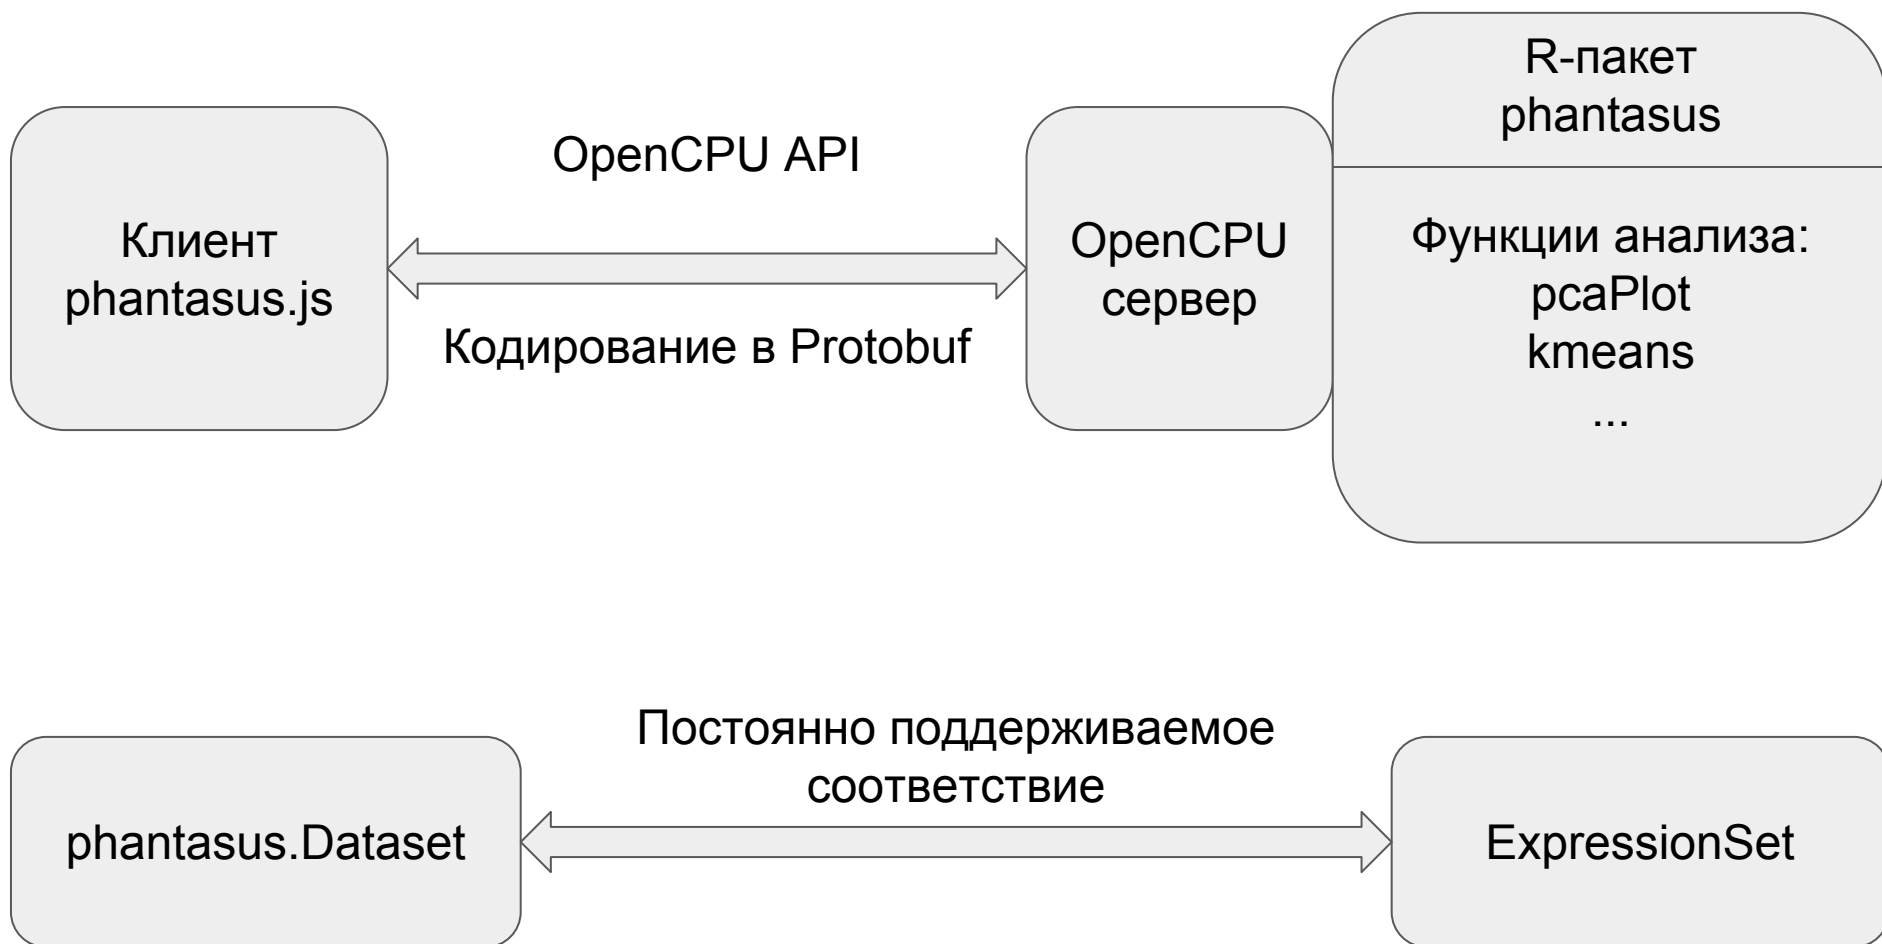 Клиент
phantasus.js
OpenCPU API
Кодирование в Protobuf
OpenCPU
сервер
R-пакет
phantasus
Функции анализа:
pcaPlot
kmeans
...
Постоянно поддерживаемое
соответствие
phantasus.Dataset
ExpressionSet